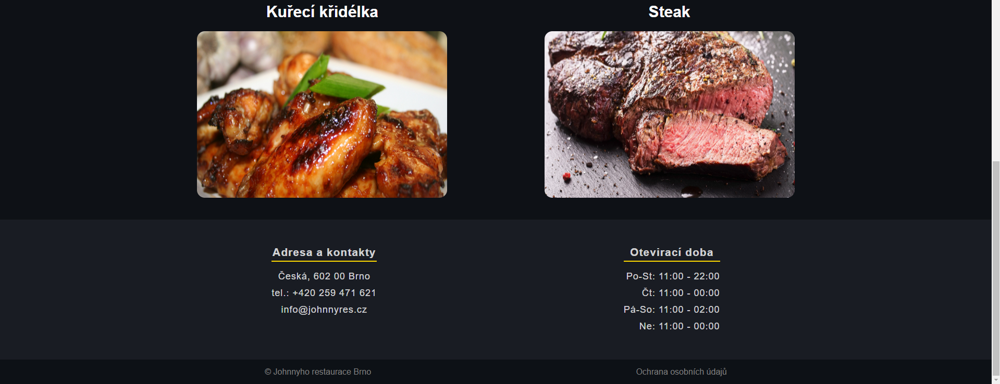 Kuřecí křidélka
Steak
Adresa a kontakty
Česká, 602 00 Brno
tel.: +420 259 471 621
info@johnnyres.cz
Otevirací doba
Po-St: 11:00 - 22:00
Čt: 11:00 - 00:00
Pá-So: 11:00 - 02:00
Ne: 11:00 - 00:00
© Johnnyho restaurace Brno
Ochrana osobních údajů